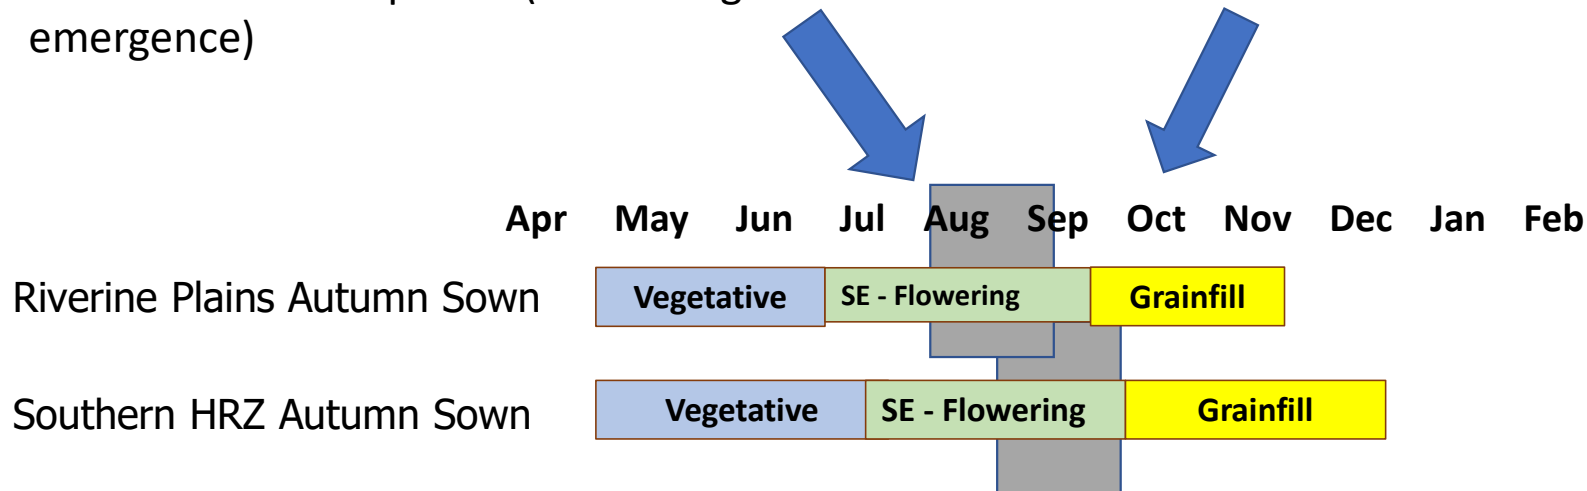 emergence)
Apr May Jun Jul Aug Sep Oct Nov Dec Jan Feb
Riverine Plains Autumn Sown Vegetative SE - Flowering Grainfill
Southern HRZ Autumn Sown Vegetative SE - Flowering Grainfill